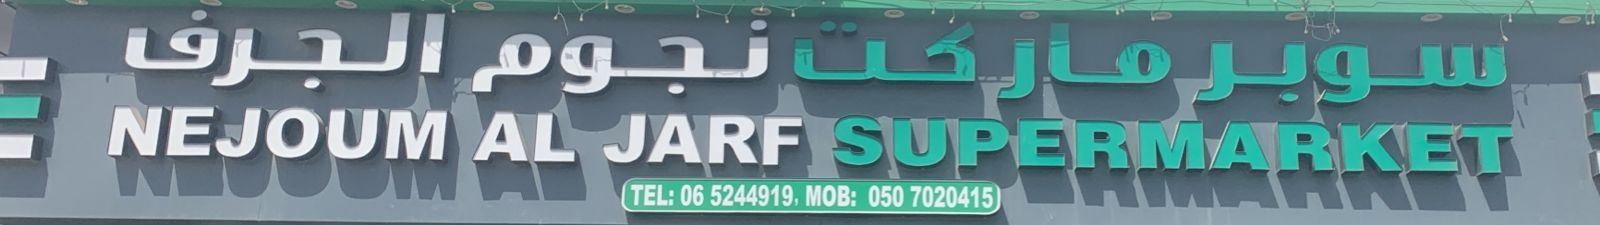 سوبر ماركت نجوم الجرف
NEJOUM AL JARF SUPERMARKET
TEL: 06 5244919, MOB: 050 7020415